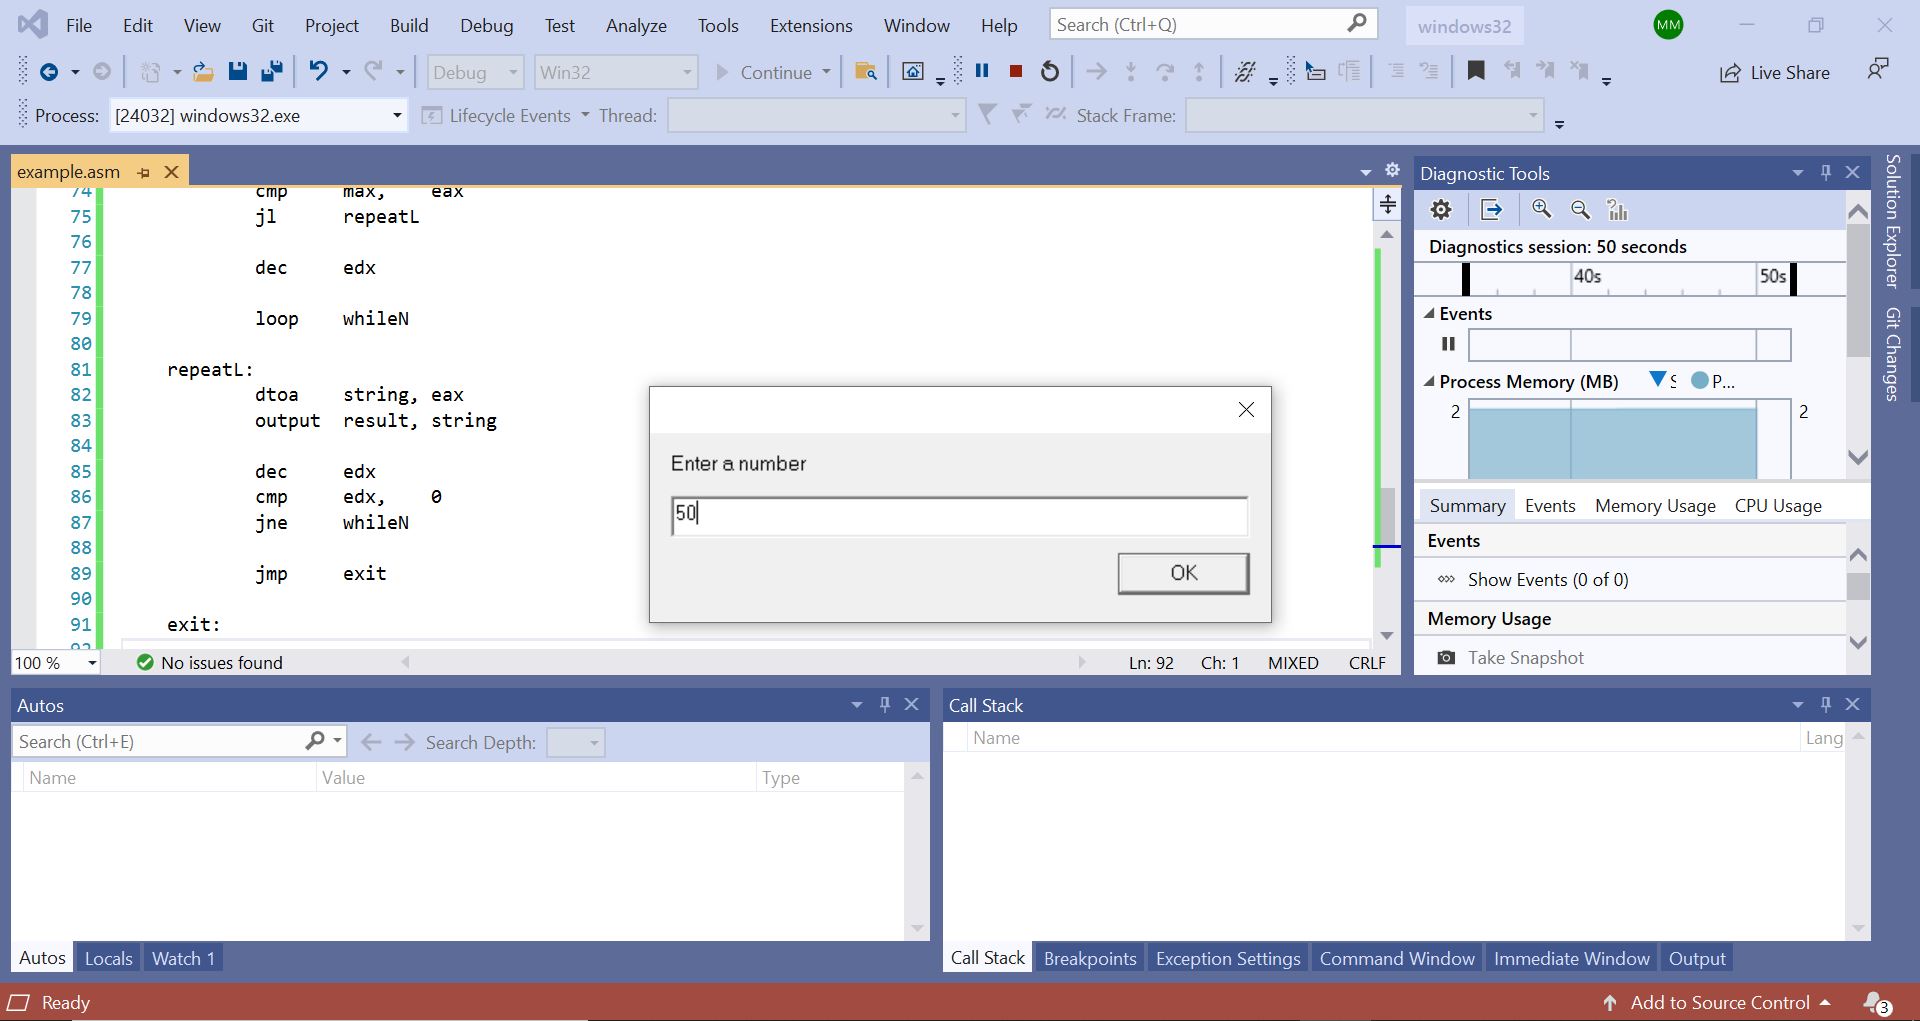 File Edit View Git Project Build Debug Test Analyze Tools Extensions Window Help Search (Ctrl+Q) windows32 MM
Debug Win32 Continue Live Share
Process: [24032] windows32.exe Lifecycle Events Thread: Stack Frame:
example.asm
74 cmp max, eax
75 jl repeatL
76
77 dec edx
78
79 loop whileN
80
81 repeatL:
82 dtoa string, eax
83 output result, string
84
85 dec edx
86 cmp edx, 0
87 jne whileN
88
89 jmp exit
90
91 exit:
92
100 % No issues found Ln: 92 Ch: 1 MIXED CRLF
Enter a number
50
OK
Diagnostic Tools
Diagnostics session: 50 seconds
40s 50s
Events
Process Memory (MB) S P...
2 2
Summary Events Memory Usage CPU Usage
Events
Show Events (0 of 0)
Memory Usage
Take Snapshot
Solution Explorer
Git Changes
Autos
Search (Ctrl+E) Search Depth:
Name Value Type
Autos Locals Watch 1
Call Stack
Name Lang
Call Stack Breakpoints Exception Settings Command Window Immediate Window Output
Ready Add to Source Control 3